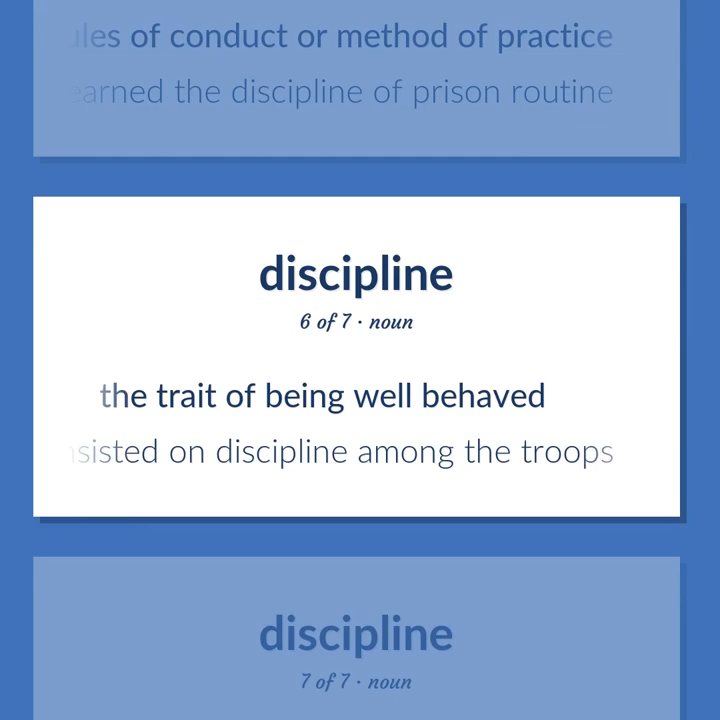 of conduct or method of practice
the discipline of prison routine
discipline
6 of 7 · noun
the trait of being well behaved
on discipline among the troops
discipline
7 of 7 · noun